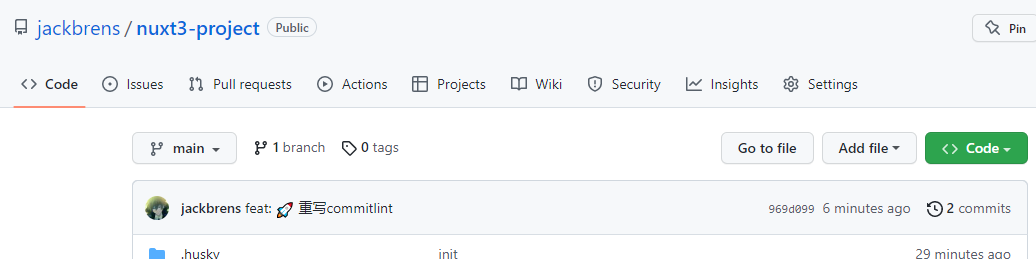 jackbrens / nuxt3-project Public Pin
Code Issues Pull requests Actions Projects Wiki Security Insights Settings
main 1 branch 0 tags Go to file Add file Code
jackbrens feat: 🚀 重写commitlint 969d099 6 minutes ago 2 commits
.husky init 29 minutes ago